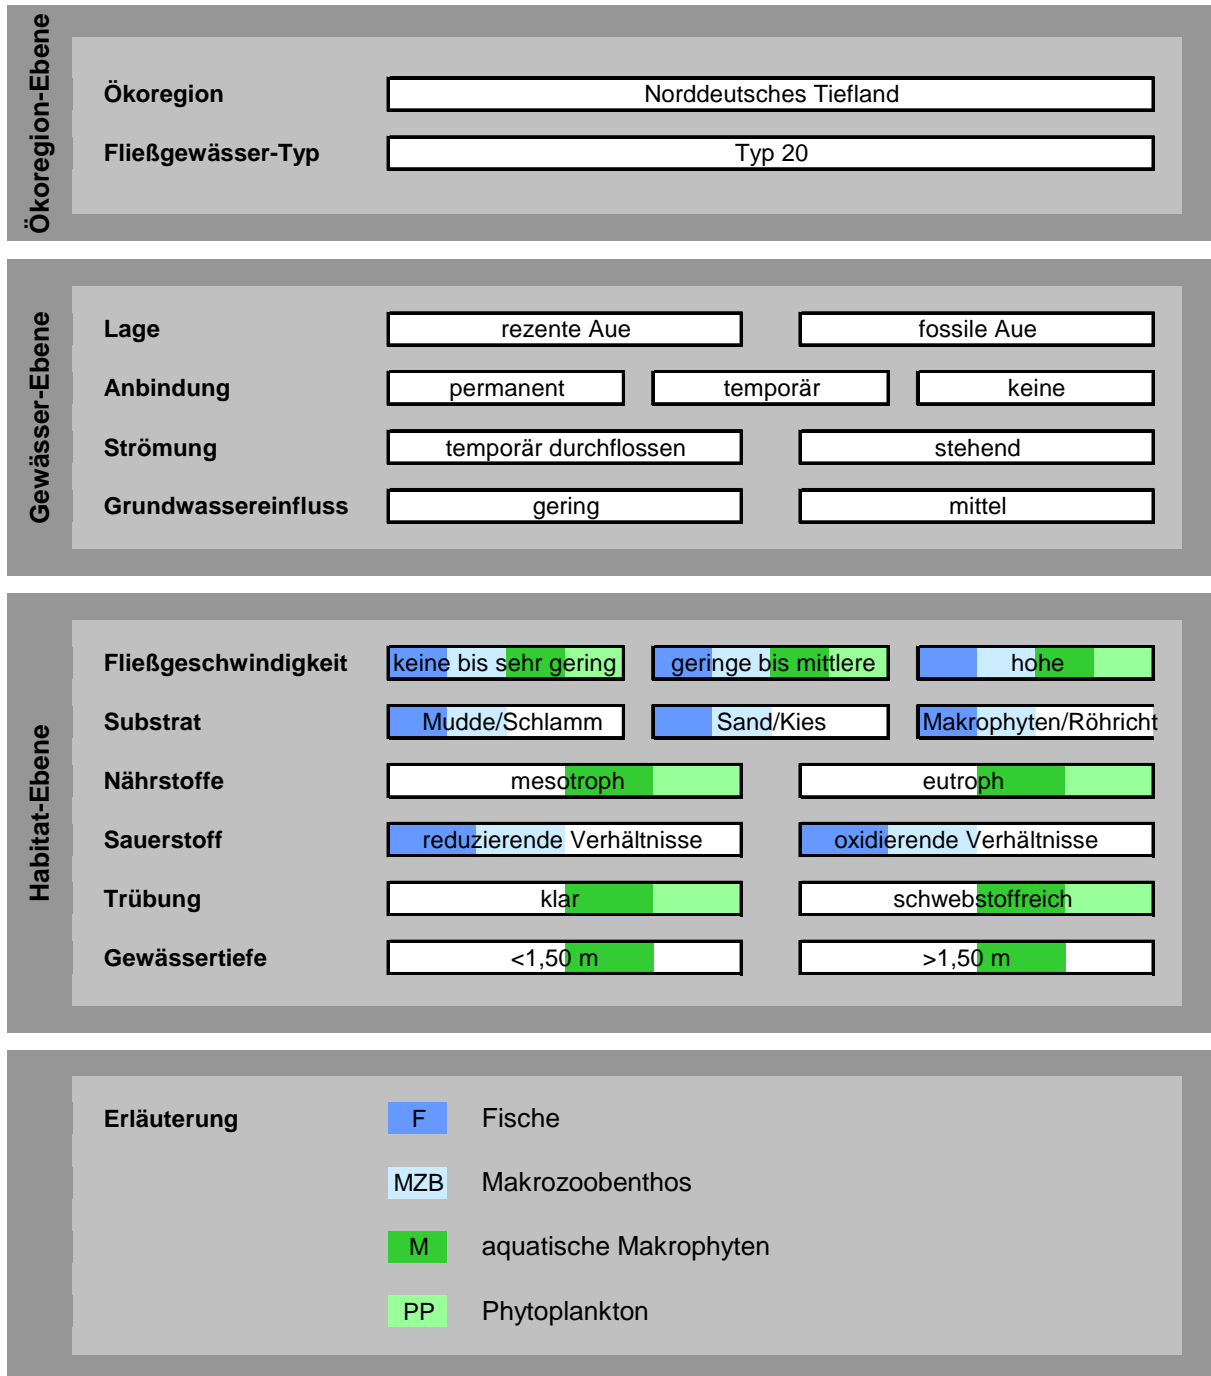 Ökoregion-Ebene
Ökoregion Norddeutsches Tiefland
Fließgewässer-Typ Typ 20
Gewässer-Ebene
Lage rezente Aue fossile Aue
Anbindung permanent temporär keine
Strömung temporär durchflossen stehend
Grundwassereinfluss gering mittel
Habitat-Ebene
Fließgeschwindigkeit keine bis sehr gering geringe bis mittlere hohe
Substrat Mudde/Schlamm Sand/Kies Makrophyten/Röhricht
Nährstoffe mesotroph eutroph
Sauerstoff reduzierende Verhältnisse oxidierende Verhältnisse
Trübung klar schwebstoffreich
Gewässertiefe <1,50 m >1,50 m
Erläuterung F Fische
MZB Makrozoobenthos
M aquatische Makrophyten
PP Phytoplankton